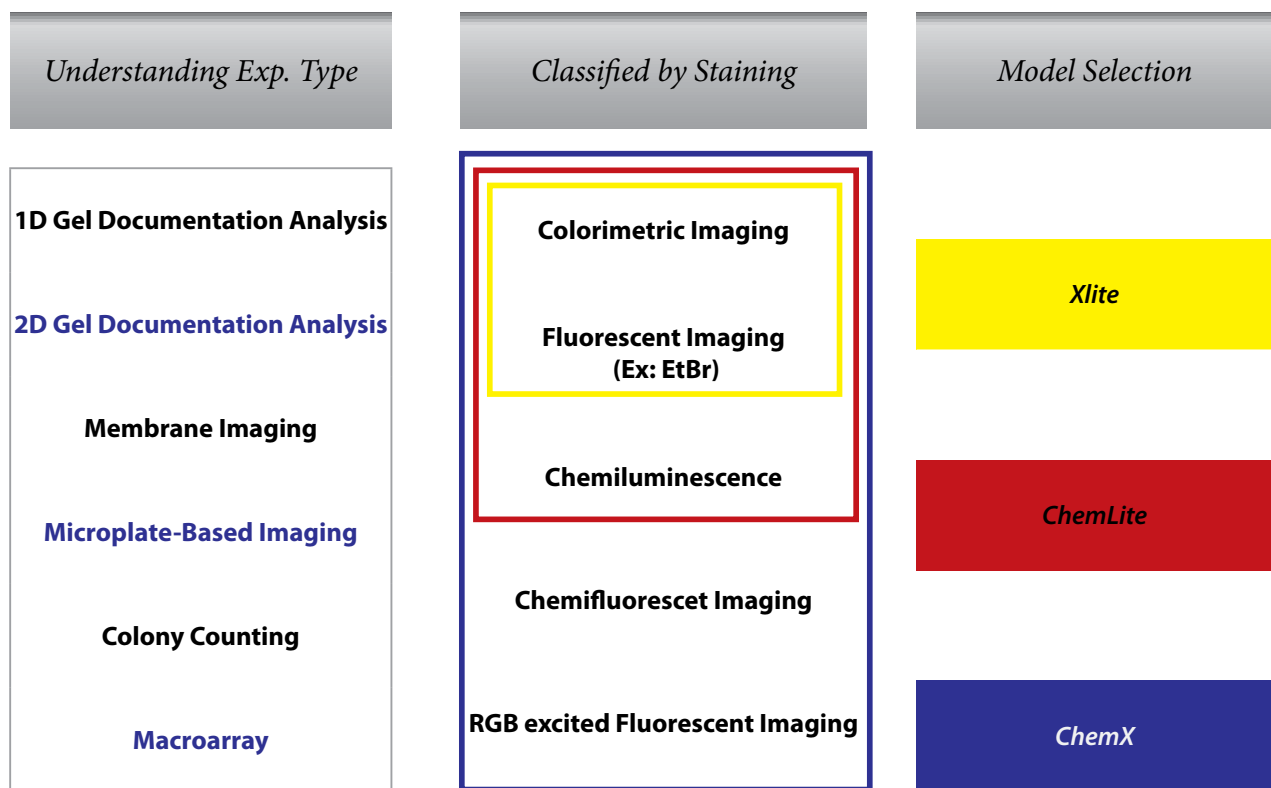 Understanding Exp. Type
Classified by Staining
Model Selection
1D Gel Documentation Analysis
2D Gel Documentation Analysis
Membrane Imaging
Microplate-Based Imaging
Colony Counting
Macroarray
Colorimetric Imaging
Fluorescent Imaging
(Ex: EtBr)
Chemiluminescence
Chemifluorescet Imaging
RGB excited Fluorescent Imaging
Xlite
ChemLite
ChemX